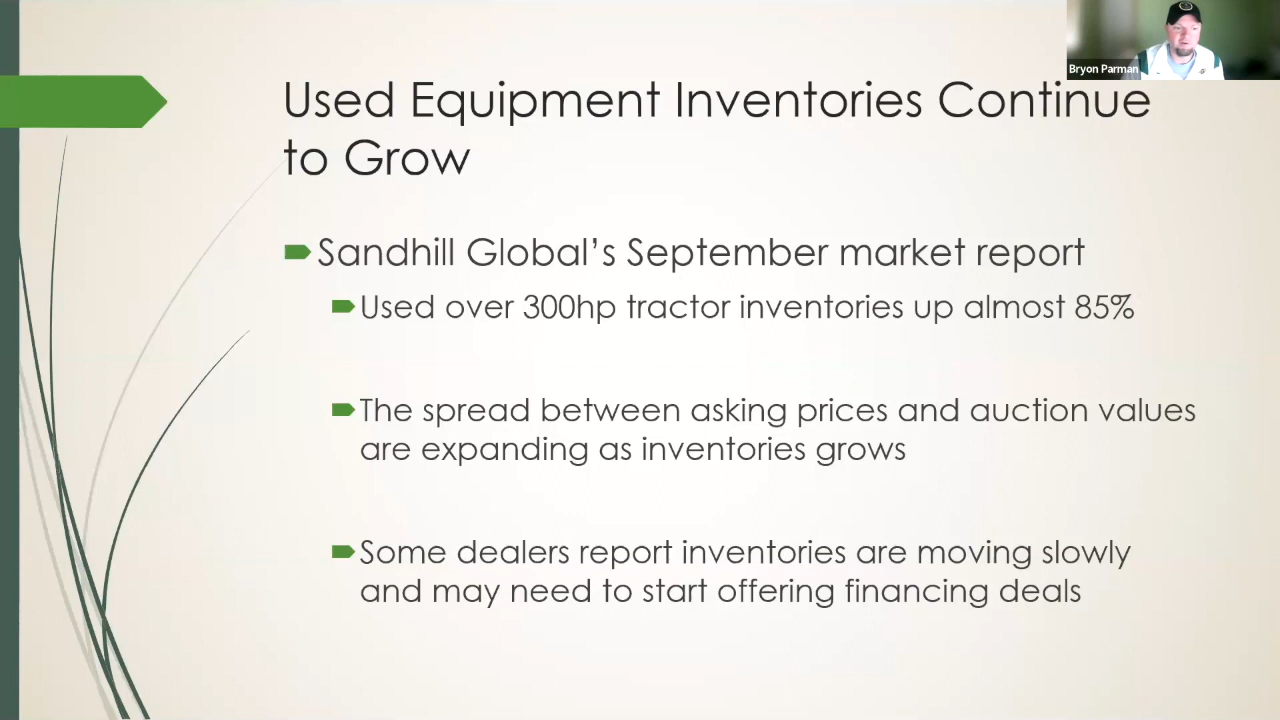 Bryon Parman
Used Equipment Inventories Continue
to Grow
Sandhill Global’s September market report
Used over 300hp tractor inventories up almost 85%
The spread between asking prices and auction values
are expanding as inventories grows
Some dealers report inventories are moving slowly
and may need to start offering financing deals